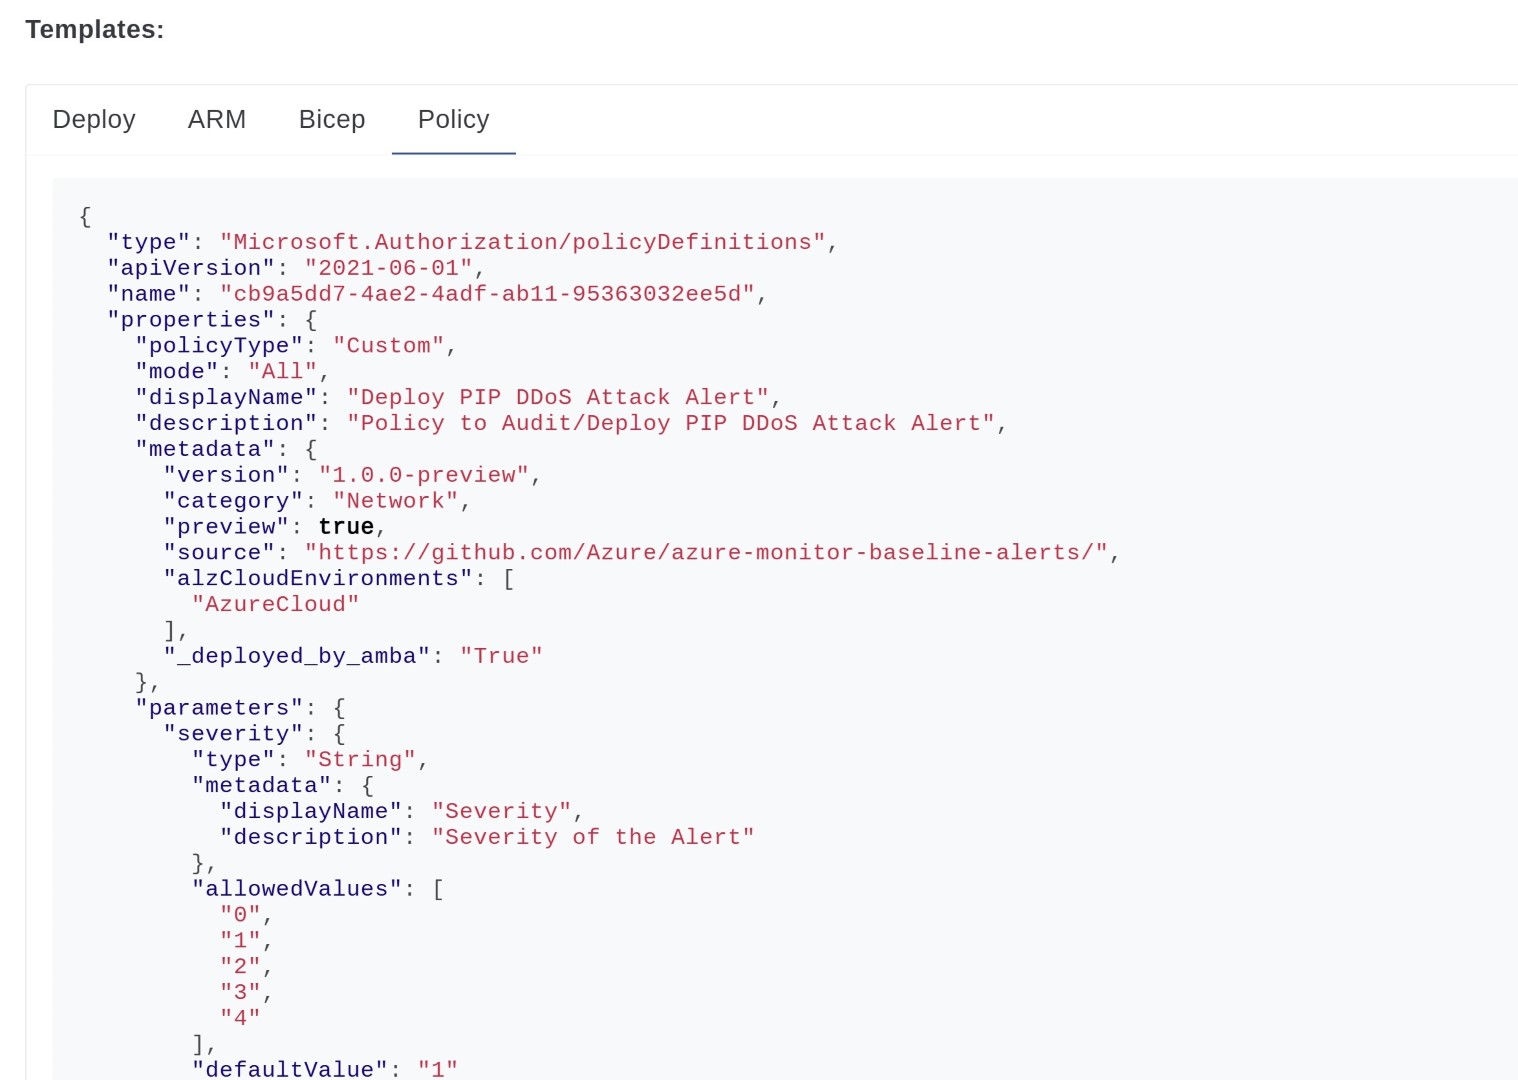 Templates:
Deploy ARM Bicep Policy
{
  "type": "Microsoft.Authorization/policyDefinitions",
  "apiVersion": "2021-06-01",
  "name": "cb9a5dd7-4ae2-4adf-ab11-95363032ee5d",
  "properties": {
    "policyType": "Custom",
    "mode": "All",
    "displayName": "Deploy PIP DDoS Attack Alert",
    "description": "Policy to Audit/Deploy PIP DDoS Attack Alert",
    "metadata": {
      "version": "1.0.0-preview",
      "category": "Network",
      "preview": true,
      "source": "https://github.com/Azure/azure-monitor-baseline-alerts/",
      "alzCloudEnvironments": [
        "AzureCloud"
      ],
      "_deployed_by_amba": "True"
    },
    "parameters": {
      "severity": {
        "type": "String",
        "metadata": {
          "displayName": "Severity",
          "description": "Severity of the Alert"
        },
        "allowedValues": [
          "0",
          "1",
          "2",
          "3",
          "4"
        ],
        "defaultValue": "1"